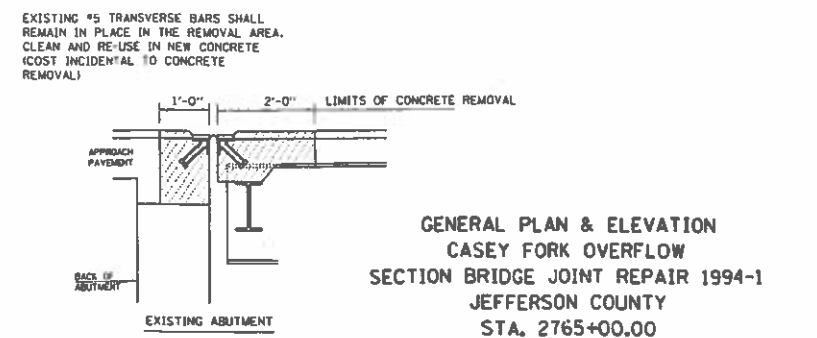 EXISTING #5 TRANSVERSE BARS SHALL
REMAIN IN PLACE IN THE REMOVAL AREA.
CLEAN AND RE-USE IN NEW CONCRETE
(COST INCIDENTAL TO CONCRETE
REMOVAL)
1'-0" 2'-0" LIMITS OF CONCRETE REMOVAL
APPROACH
PAVEMENT
BACK OF
ABUTMENT
EXISTING ABUTMENT
GENERAL PLAN & ELEVATION
CASEY FORK OVERFLOW
SECTION BRIDGE JOINT REPAIR 1994-1
JEFFERSON COUNTY
STA. 2765+00.00